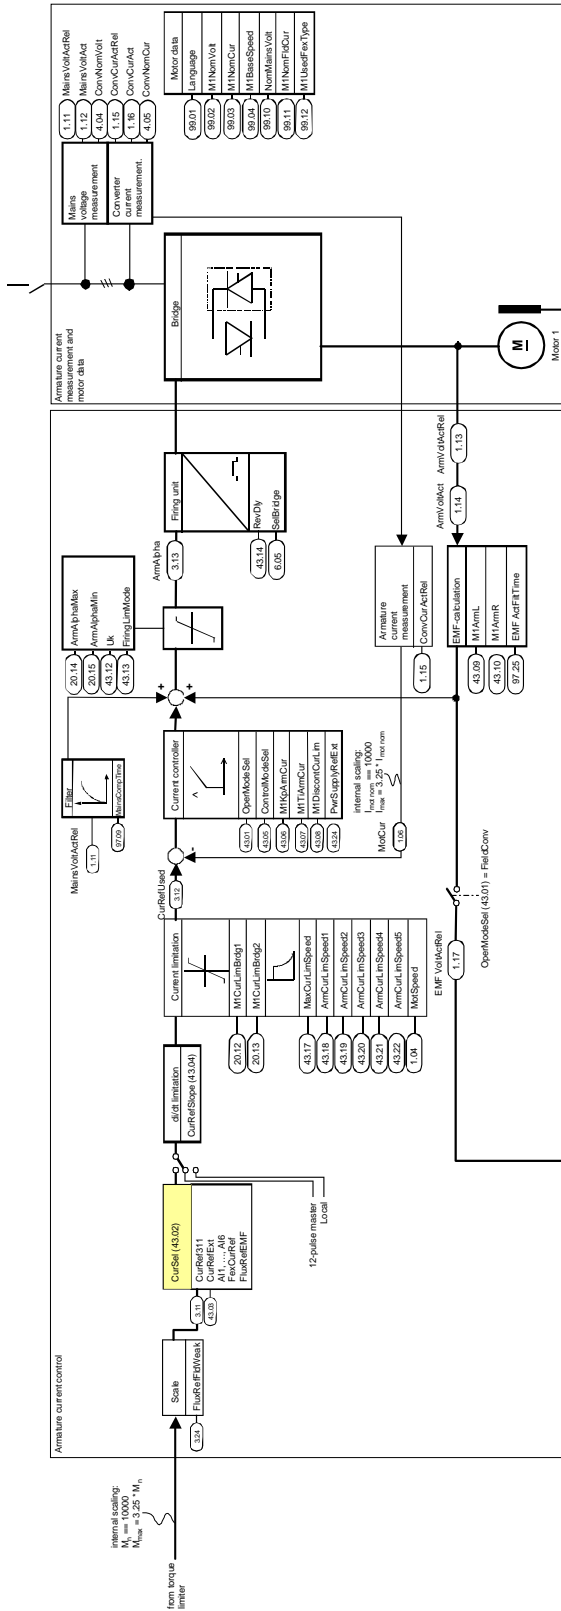 from torque
limiter
internal scaling:
Mn == 10000
Mmax = 3.25 * Mn
Armature current control
Scale
FluxRefFldWeak
3.24
3.11
43.03
CurSel (43.02)
CurRef311
CurRefExt
AI1, ..., AI6
FexCurRef
FluxRefEMF
12-pulse master
Local
di/dt limitation
CurRefSlope (43.04)
Current limitation
M1CurLimBrdg1
M1CurLimBrdg2
MaxCurLimSpeed
ArmCurLimSpeed1
ArmCurLimSpeed2
ArmCurLimSpeed3
ArmCurLimSpeed4
ArmCurLimSpeed5
MotSpeed
20.12
20.13
43.17
43.18
43.19
43.20
43.21
43.22
1.04
CurRefUsed
3.12
-
Current controller
OperModeSel
ControlModeSel
M1KpArmCur
M1TiArmCur
M1DiscontCurLim
PwrSupplyRefExt
43.01
43.05
43.06
43.07
43.08
43.24
MotCur
1.06
internal scaling:
Imot nom == 10000
Imax = 3.25 * Imot nom
MainsVoltActRel
1.11
Filter
MainsCompTime
97.09
+
+
ArmAlphaMax
ArmAlphaMin
Uk
FiringLimMode
20.14
20.15
43.12
43.13
ArmAlpha
3.13
Firing unit
RevDly
SelBridge
43.14
6.05
Armature
current
measurement
ConvCurActRel
1.15
EMF-calculation
M1ArmL
M1ArmR
EMF ActFiltTime
43.09
43.10
97.25
EMF VoltActRel
1.17
OperModeSel (43.01) = FieldConv
ArmVoltAct
1.14
ArmVoltActRel
1.13
Armature current
measurement and
motor data
Bridge
Mains
voltage
measurement
Converter
current
measurement.
1.11
MainsVoltActRel
1.12
MainsVoltAct
4.04
ConvNomVolt
1.15
ConvCurActRel
1.16
ConvCurAct
4.05
ConvNomCur
Motor data
Language
M1NomVolt
M1NomCur
M1BaseSpeed
NomMainsVolt
M1NomFldCur
M1UsedFexType
99.01
99.02
99.03
99.04
99.10
99.11
99.12
M
Motor 1